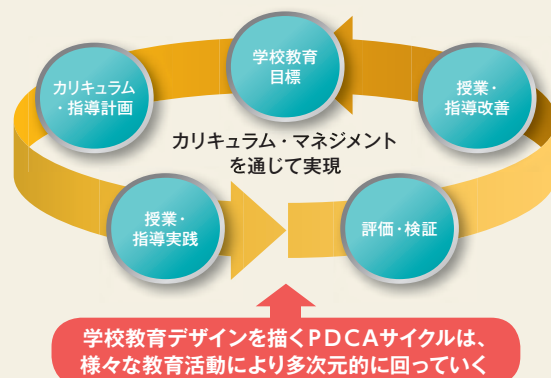 学校教育
目標
カリキュラム
・指導計画
授業・
指導改善
カリキュラム・マネジメント
を通じて実現
授業・
指導実践
評価・検証
学校教育デザインを描くPDCAサイクルは、
様々な教育活動により多次元的に回っていく